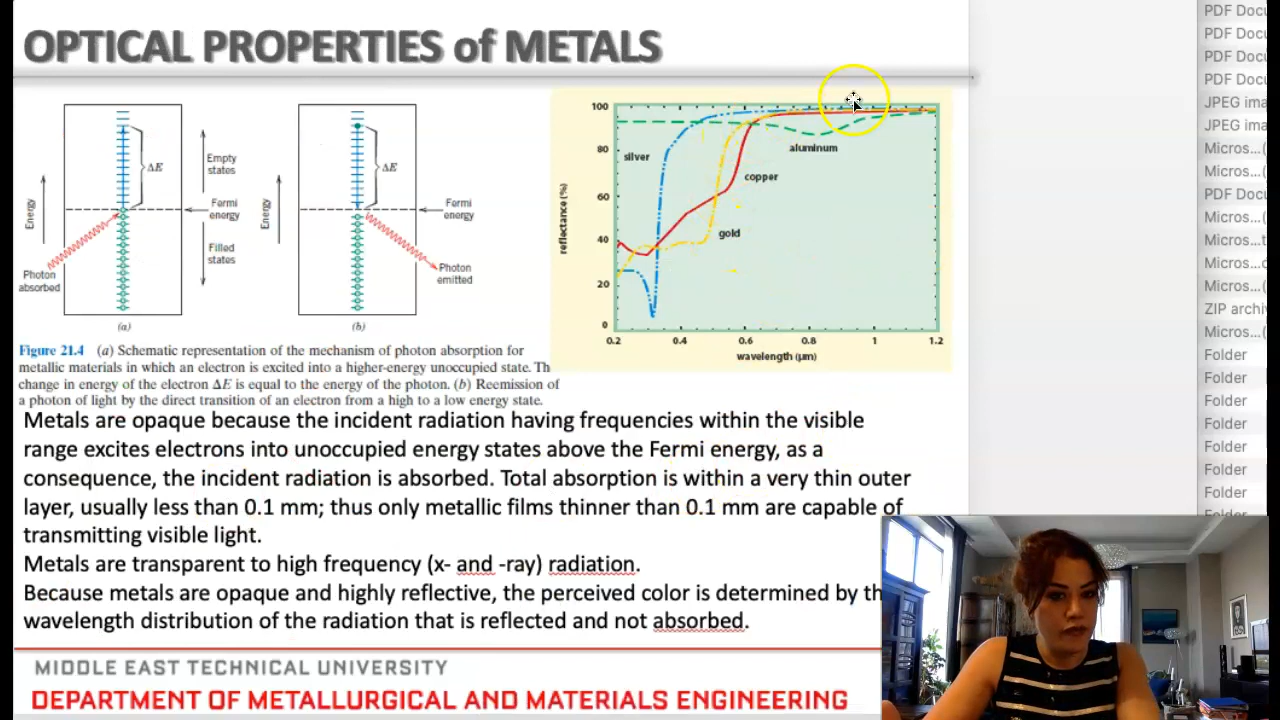 OPTICAL PROPERTIES of METALS
Energy
ΔE
Empty
states
Fermi
energy
Filled
states
Photon
absorbed
(a)
Energy
ΔE
Fermi
energy
Photon
emitted
(b)
reflectance (%)
100
80
60
40
20
0
silver
aluminum
copper
gold
0.2
0.4
0.6
0.8
1
1.2
wavelength (µm)
Figure 21.4 (a) Schematic representation of the mechanism of photon absorption for
metallic materials in which an electron is excited into a higher-energy unoccupied state. Th
change in energy of the electron ΔE is equal to the energy of the photon. (b) Reemission of
a photon of light by the direct transition of an electron from a high to a low energy state.
Metals are opaque because the incident radiation having frequencies within the visible
range excites electrons into unoccupied energy states above the Fermi energy, as a
consequence, the incident radiation is absorbed. Total absorption is within a very thin outer
layer, usually less than 0.1 mm; thus only metallic films thinner than 0.1 mm are capable of
transmitting visible light.
Metals are transparent to high frequency (x- and -ray) radiation.
Because metals are opaque and highly reflective, the perceived color is determined by th
wavelength distribution of the radiation that is reflected and not absorbed.
MIDDLE EAST TECHNICAL UNIVERSITY
DEPARTMENT OF METALLURGICAL AND MATERIALS ENGINEERING
PDF Docu
PDF Docu
PDF Docu
PDF Docu
JPEG ima
JPEG ima
Micros...(
Micros...(
PDF Docu
Micros...(
Micros...t
Micros...c
Micros...(
ZIP archi
Micros...(
Folder
Folder
Folder
Folder
Folder
Folder
Folder